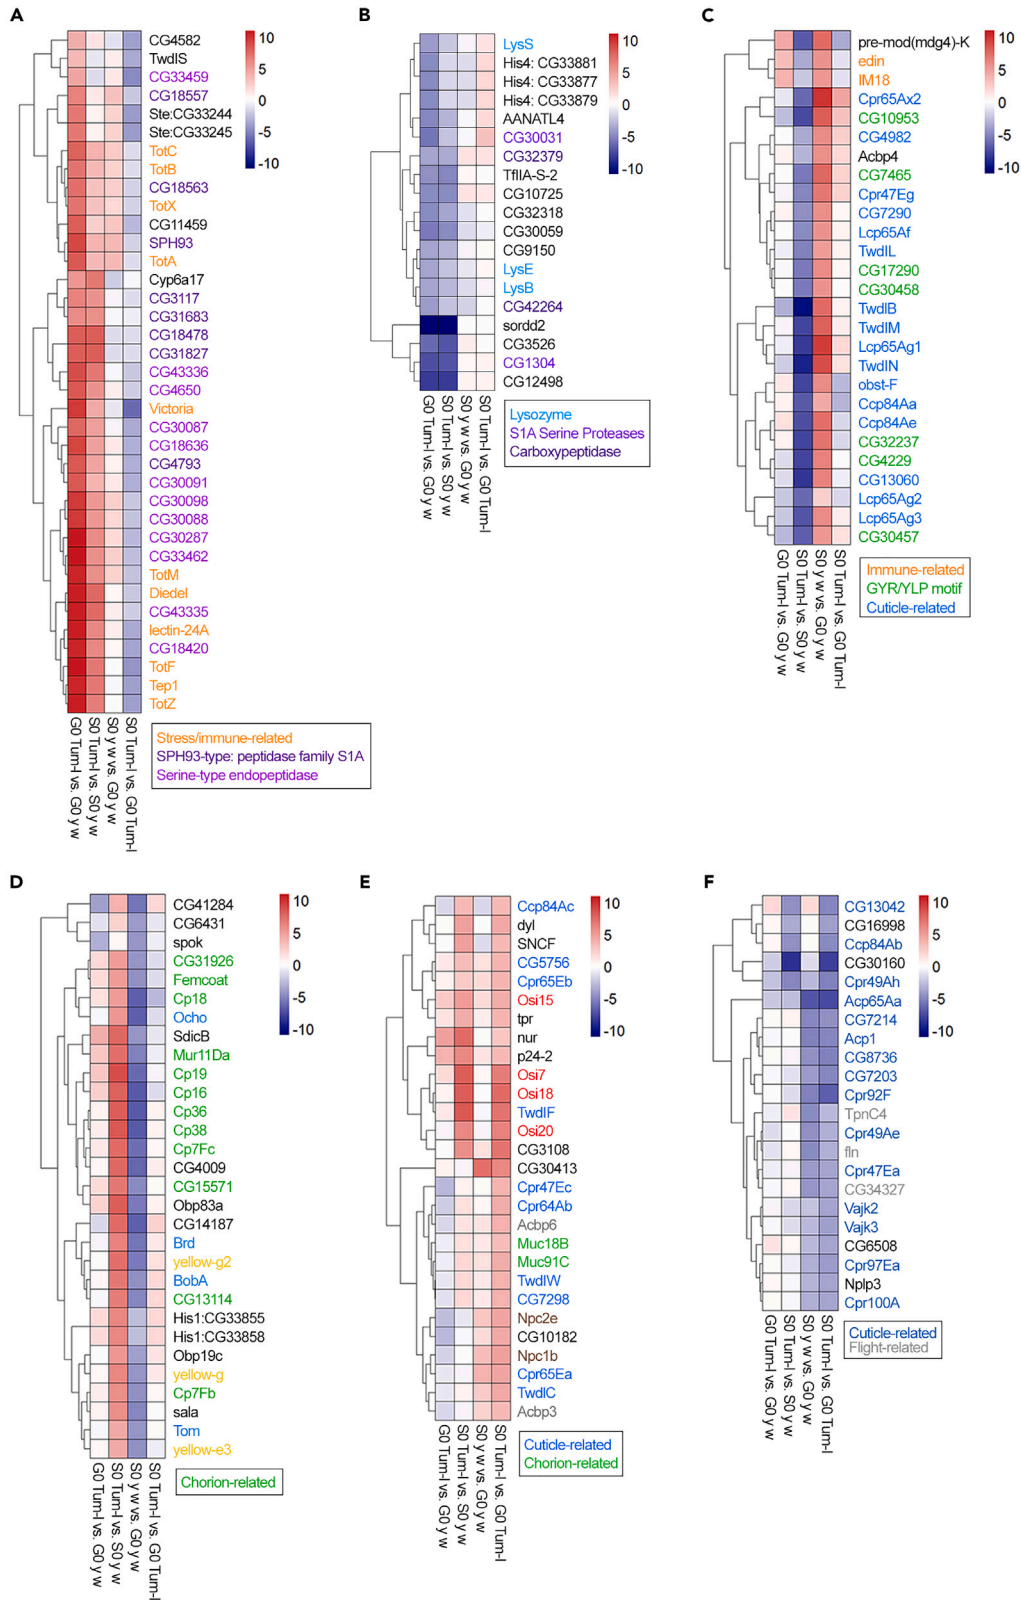 A
CG4582
TwdlS
CG33459
CG18557
Ste:CG33244
Ste:CG33245
TotC
TotB
CG18563
TotX
CG11459
SPH93
TotA
Cyp6a17
CG3117
CG31683
CG18478
CG31827
CG43336
CG4650
Victoria
CG30087
CG18636
CG4793
CG30091
CG30098
CG30088
CG30287
CG33462
TotM
Diedel
CG43335
lectin-24A
CG18420
TotF
Tep1
TotZ
10
5
0
-5
-10
G0 Tum-l vs. G0 y w
S0 Tum-l vs. S0 y w
S0 y w vs. G0 y w
S0 Tum-l vs. G0 Tum-l
Stress/immune-related
SPH93-type: peptidase family S1A
Serine-type endopeptidase
B
LysS
His4: CG33881
His4: CG33877
His4: CG33879
AANATL4
CG30031
CG32379
TfIIA-S-2
CG10725
CG32318
CG30059
CG9150
LysE
LysB
CG42264
sordd2
CG3526
CG1304
CG12498
10
5
0
-5
-10
G0 Tum-l vs. G0 y w
S0 Tum-l vs. S0 y w
S0 y w vs. G0 y w
S0 Tum-l vs. G0 Tum-l
Lysozyme
S1A Serine Proteases
Carboxypeptidase
C
pre-mod(mdg4)-K
edin
IM18
Cpr65Ax2
CG10953
CG4982
Acbp4
CG7465
Cpr47Eg
CG7290
Lcp65Af
TwdlL
CG17290
CG30458
TwdlB
TwdlM
Lcp65Ag1
TwdlN
obst-F
Ccp84Aa
Ccp84Ae
CG32237
CG4229
CG13060
Lcp65Ag2
Lcp65Ag3
CG30457
10
5
0
-5
-10
G0 Tum-l vs. G0 y w
S0 Tum-l vs. S0 y w
S0 y w vs. G0 y w
S0 Tum-l vs. G0 Tum-l
Immune-related
GYR/YLP motif
Cuticle-related
D
CG41284
CG6431
spok
CG31926
Femcoat
Cp18
Ocho
SdicB
Mur11Da
Cp19
Cp16
Cp36
Cp38
Cp7Fc
CG4009
CG15571
Obp83a
CG14187
Brd
yellow-g2
BobA
CG13114
His1:CG33855
His1:CG33858
Obp19c
yellow-g
Cp7Fb
sala
Tom
yellow-e3
10
5
0
-5
-10
G0 Tum-l vs. G0 y w
S0 Tum-l vs. S0 y w
S0 y w vs. G0 y w
S0 Tum-l vs. G0 Tum-l
Chorion-related
E
Ccp84Ac
dyl
SNCF
CG5756
Cpr65Eb
Osi15
tpr
nur
p24-2
Osi7
Osi18
TwdlF
Osi20
CG3108
CG30413
Cpr47Ec
Cpr64Ab
Acbp6
Muc18B
Muc91C
TwdlW
CG7298
Npc2e
CG10182
Npc1b
Cpr65Ea
TwdlC
Acbp3
10
5
0
-5
-10
G0 Tum-l vs. G0 y w
S0 Tum-l vs. S0 y w
S0 y w vs. G0 y w
S0 Tum-l vs. G0 Tum-l
Cuticle-related
Chorion-related
F
CG13042
CG16998
Ccp84Ab
CG30160
Cpr49Ah
Acp65Aa
CG7214
Acp1
CG8736
CG7203
Cpr92F
TpnC4
Cpr49Ae
fln
Cpr47Ea
CG34327
Vajk2
Vajk3
CG6508
Cpr97Ea
Nplp3
Cpr100A
10
5
0
-5
-10
G0 Tum-l vs. G0 y w
S0 Tum-l vs. S0 y w
S0 y w vs. G0 y w
S0 Tum-l vs. G0 Tum-l
Cuticle-related
Flight-related